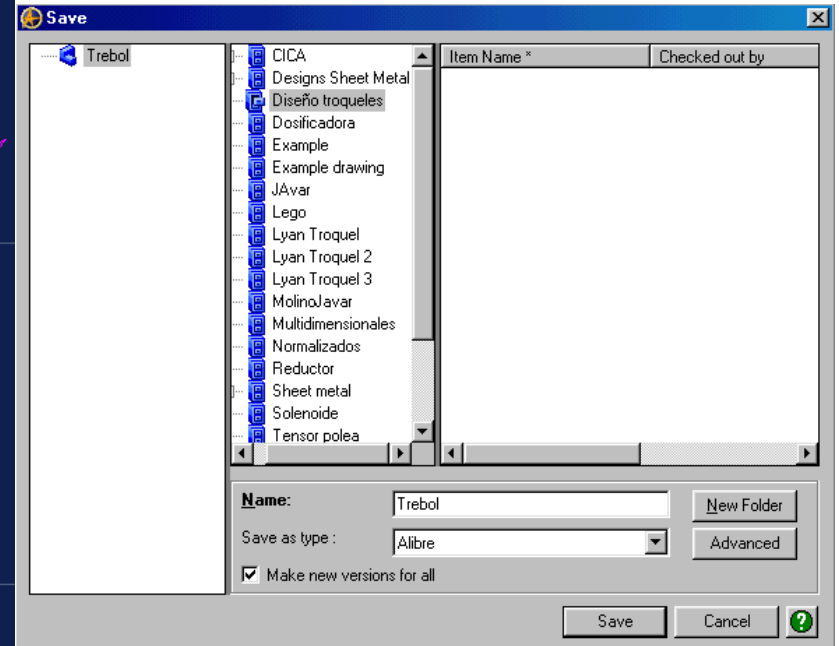 Save
Trebol
CICA
Designs Sheet Metal
Diseño troqueles
Dosificadora
Example
Example drawing
JAvar
Lego
Lyan Troquel
Lyan Troquel 2
Lyan Troquel 3
MolinoJavar
Multidimensionales
Normalizados
Reductor
Sheet metal
Solenoide
Tensor polea
Item Name * Checked out by
Name: Trebol New Folder
Save as type : Alibre Advanced
Make new versions for all
Save Cancel ?